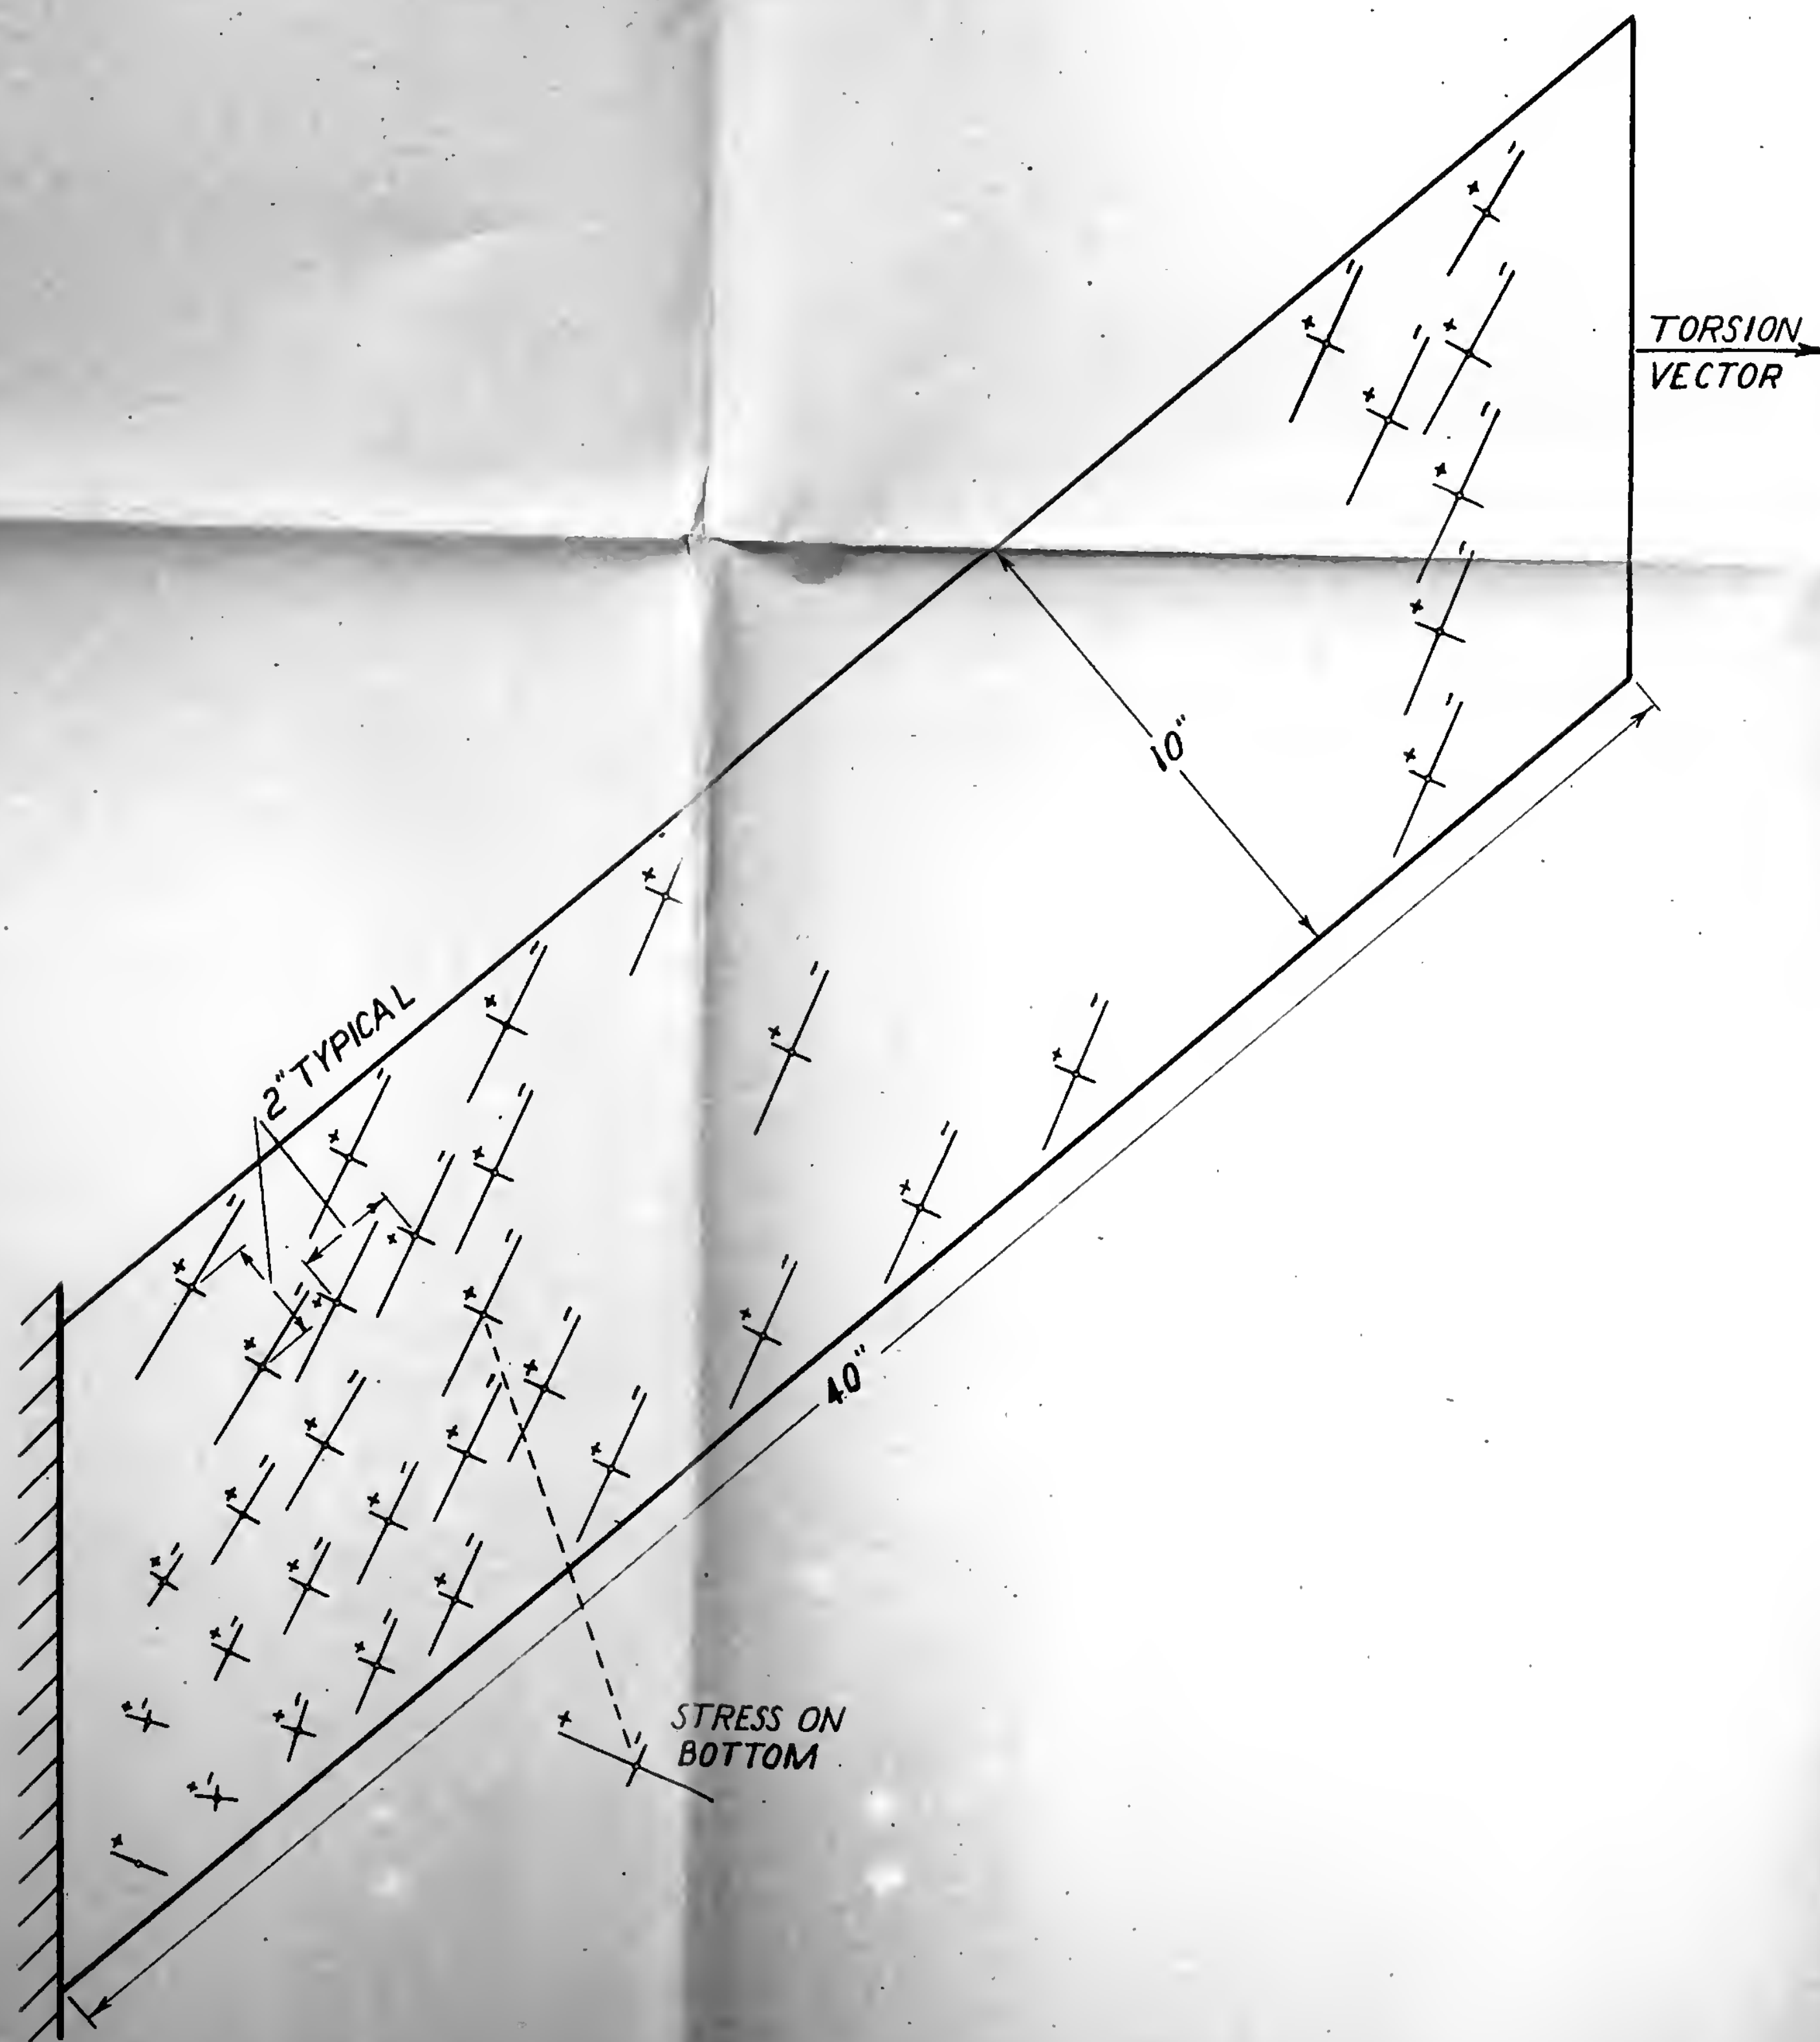 TORSION
VECTOR
10"
2" TYPICAL
40"
STRESS ON
BOTTOM